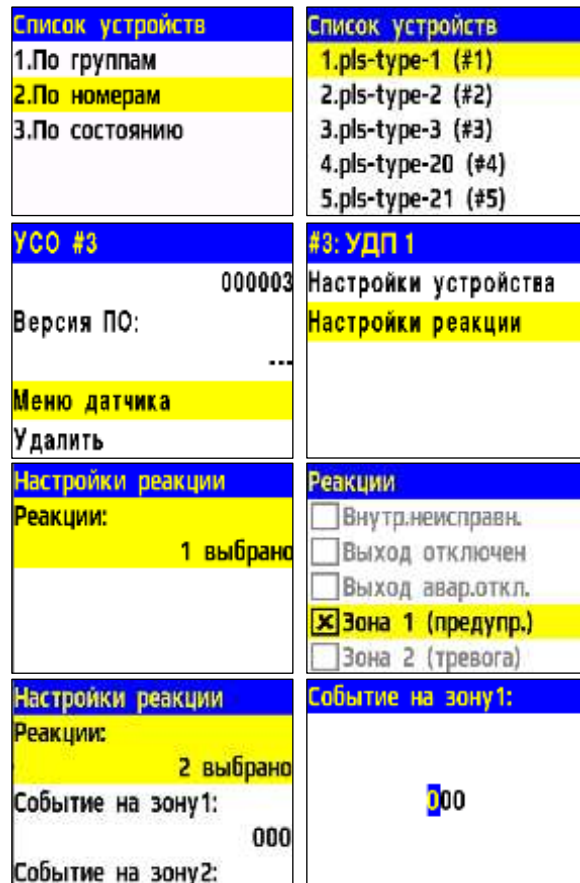 Список устройств
1.По группам
2.По номерам
3.По состоянию
Список устройств
1.pls-type-1 (#1)
2.pls-type-2 (#2)
3.pls-type-3 (#3)
4.pls-type-20 (#4)
5.pls-type-21 (#5)
УСО #3
000003
Версия ПО:
---
Меню датчика
Удалить
#3: УДП 1
Настройки устройства
Настройки реакции
Настройки реакции
Реакции:
1 выбрано
Реакции
Внутр.неисправн.
Выход отключен
Выход авар.откл.
Зона 1 (предупр.)
Зона 2 (тревога)
Настройки реакции
Реакции:
2 выбрано
Событие на зону1:
000
Событие на зону2:
Событие на зону1:
000